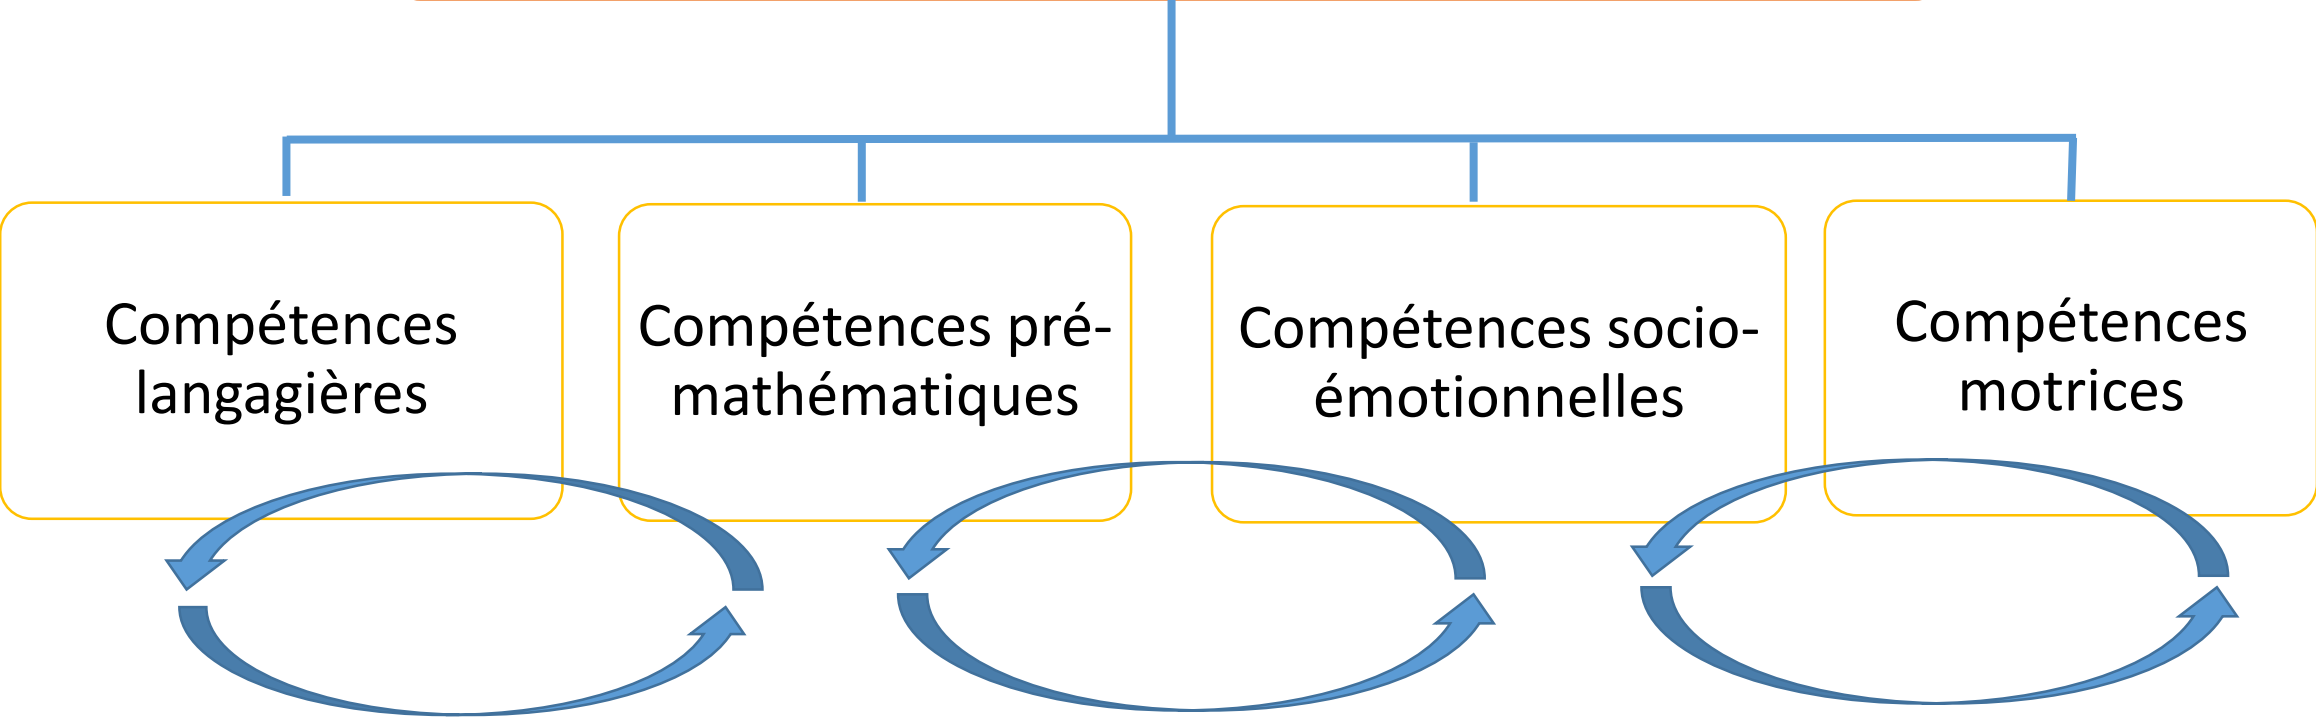 Compétences
langagières
Compétences pré-
mathématiques
Compétences socio-
émotionnelles
Compétences
motrices